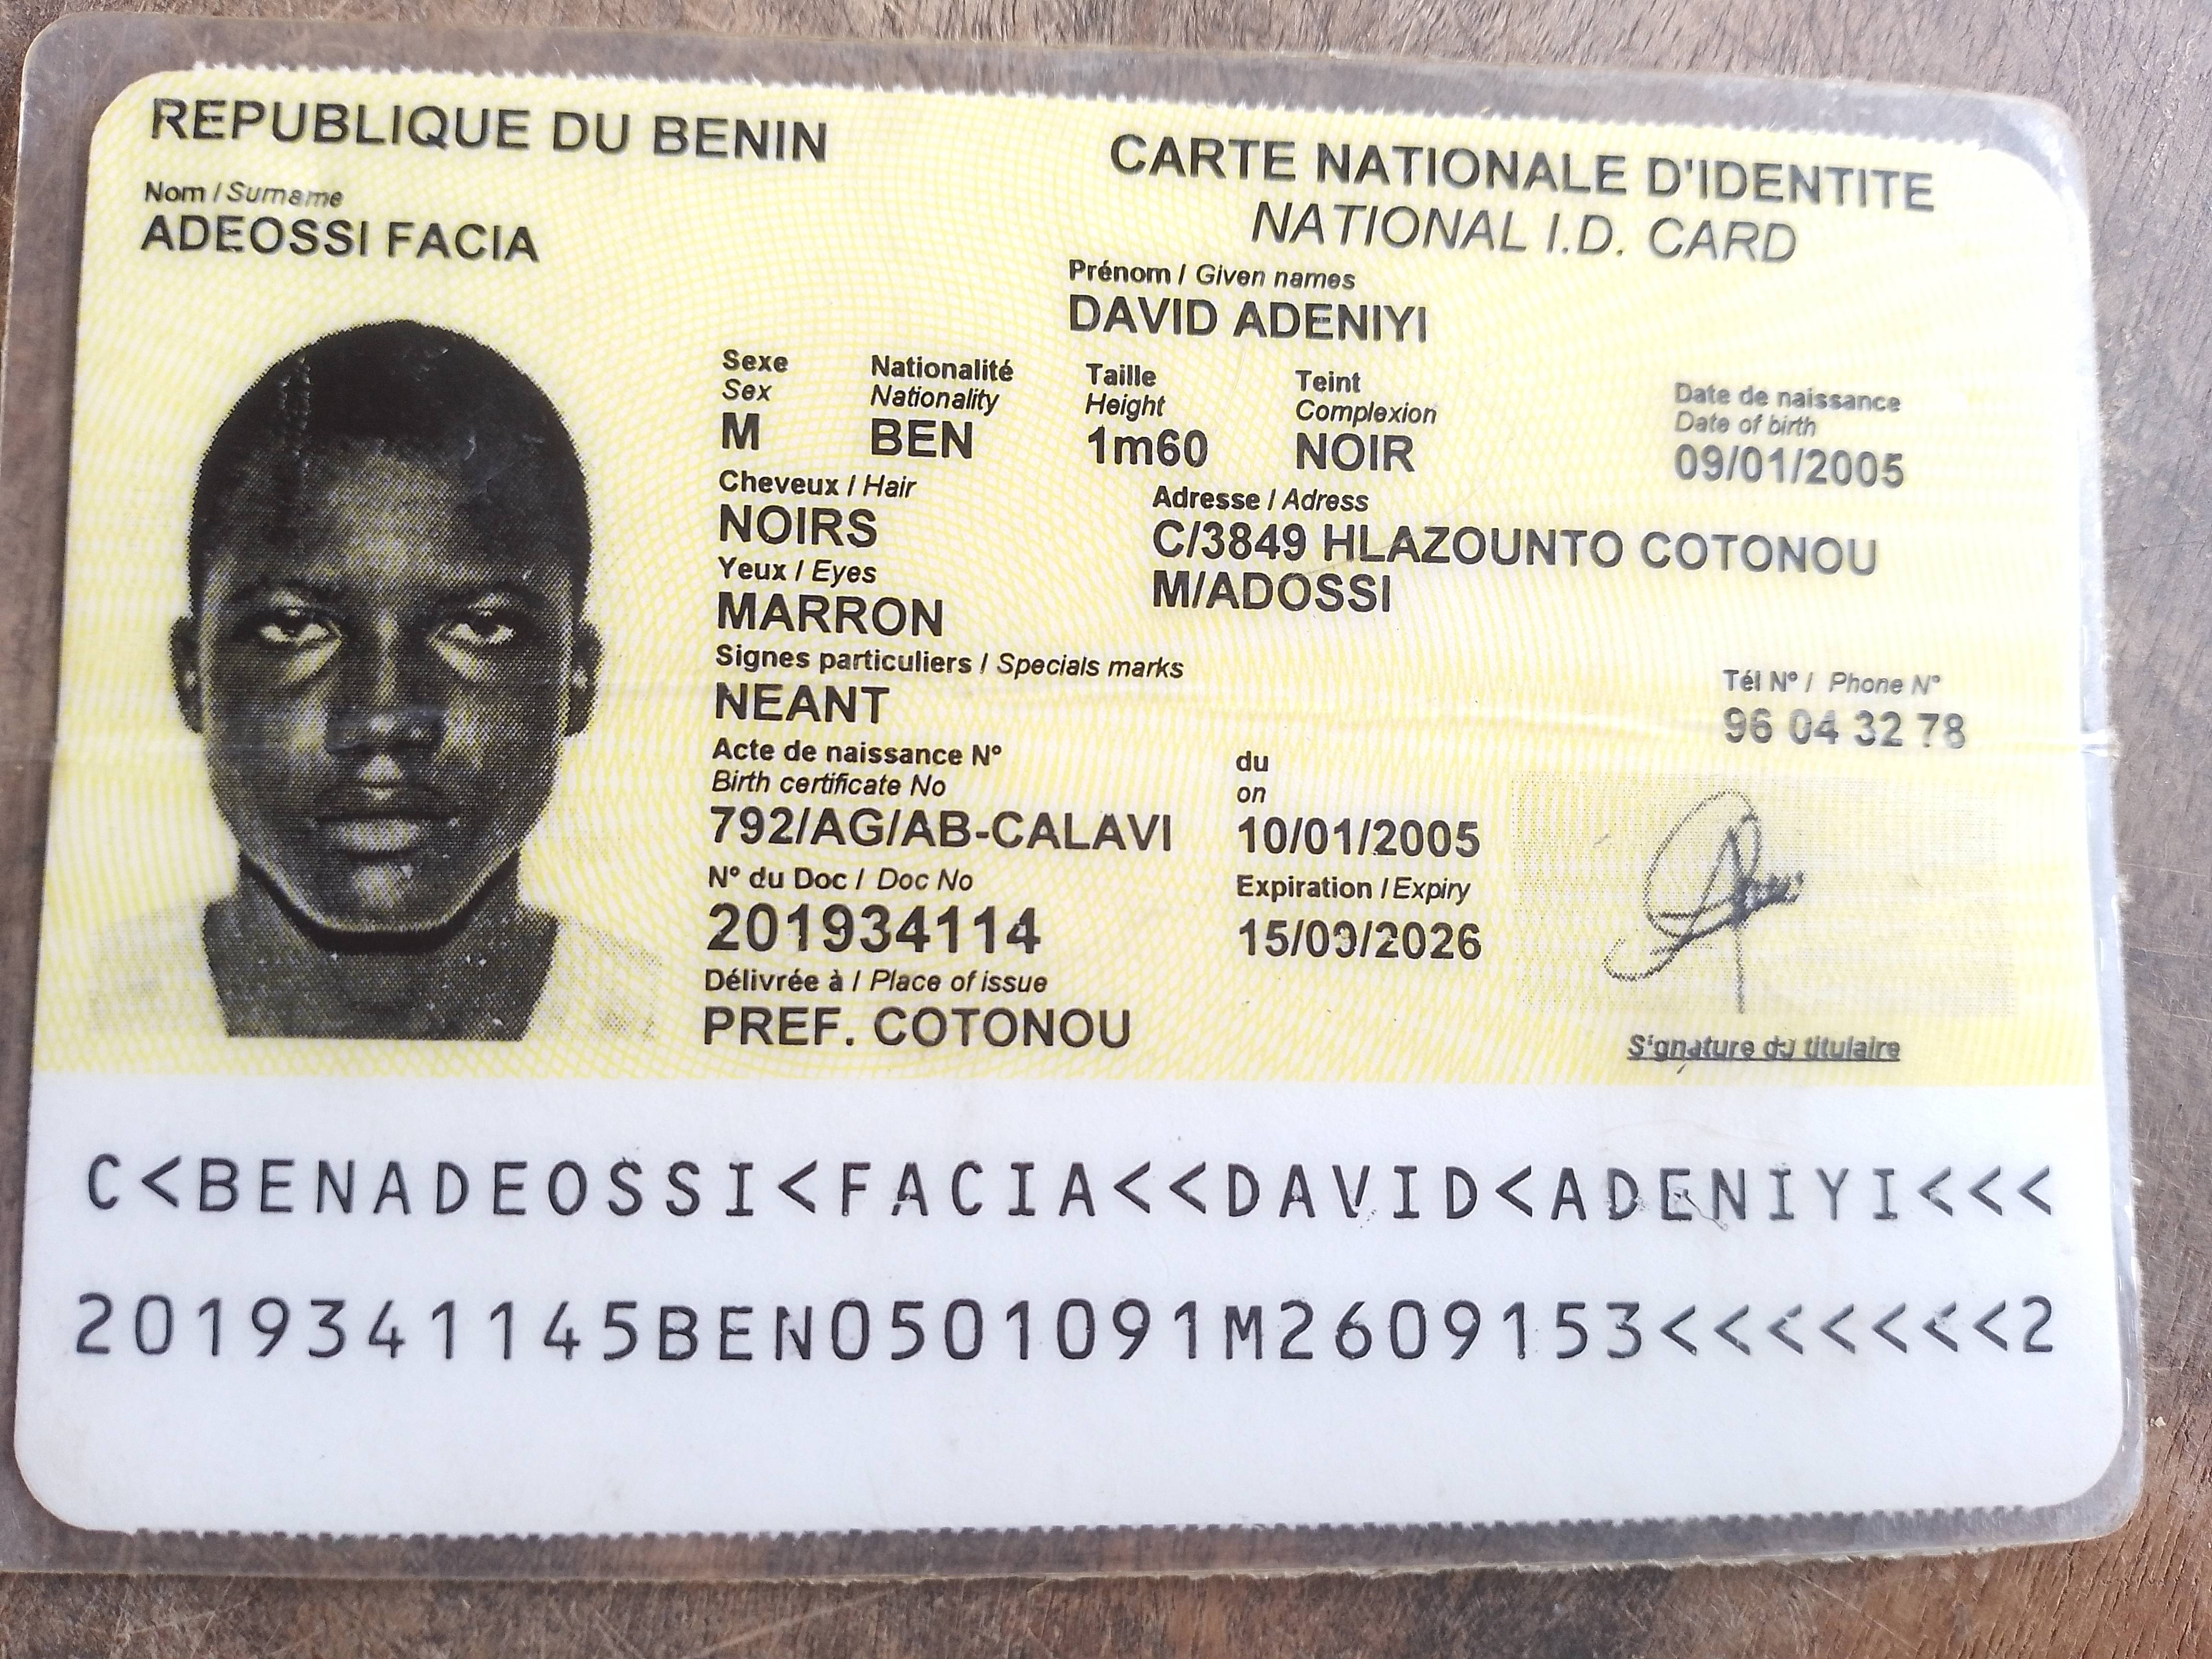 REPUBLIQUE DU BENIN
CARTE NATIONALE D'IDENTITE
NATIONAL I.D. CARD
Nom / Surname
ADEOSSI FACIA
Prénom / Given names
DAVID ADENIYI
Sexe Nationalité Taille Teint Date de naissance
Sex Nationality Height Complexion Date of birth
M BEN 1m60 NOIR 09/01/2005
Cheveux / Hair Adresse / Adress
NOIRS C/3849 HLAZOUNTO COTONOU
Yeux / Eyes M/ADOSSI
MARRON
Signes particuliers / Specials marks Tél N° / Phone N°
NEANT 96 04 32 78
Acte de naissance N° du
Birth certificate No on
792/AG/AB-CALAVI 10/01/2005
N° du Doc / Doc No Expiration / Expiry
201934114 15/09/2026
Délivrée à / Place of issue
PREF. COTONOU
Signature du titulaire
C<BENADEOSSI<FACIA<<DAVID<ADENIYI<<<
2019341145BEN0501091M2609153<<<<<<<2